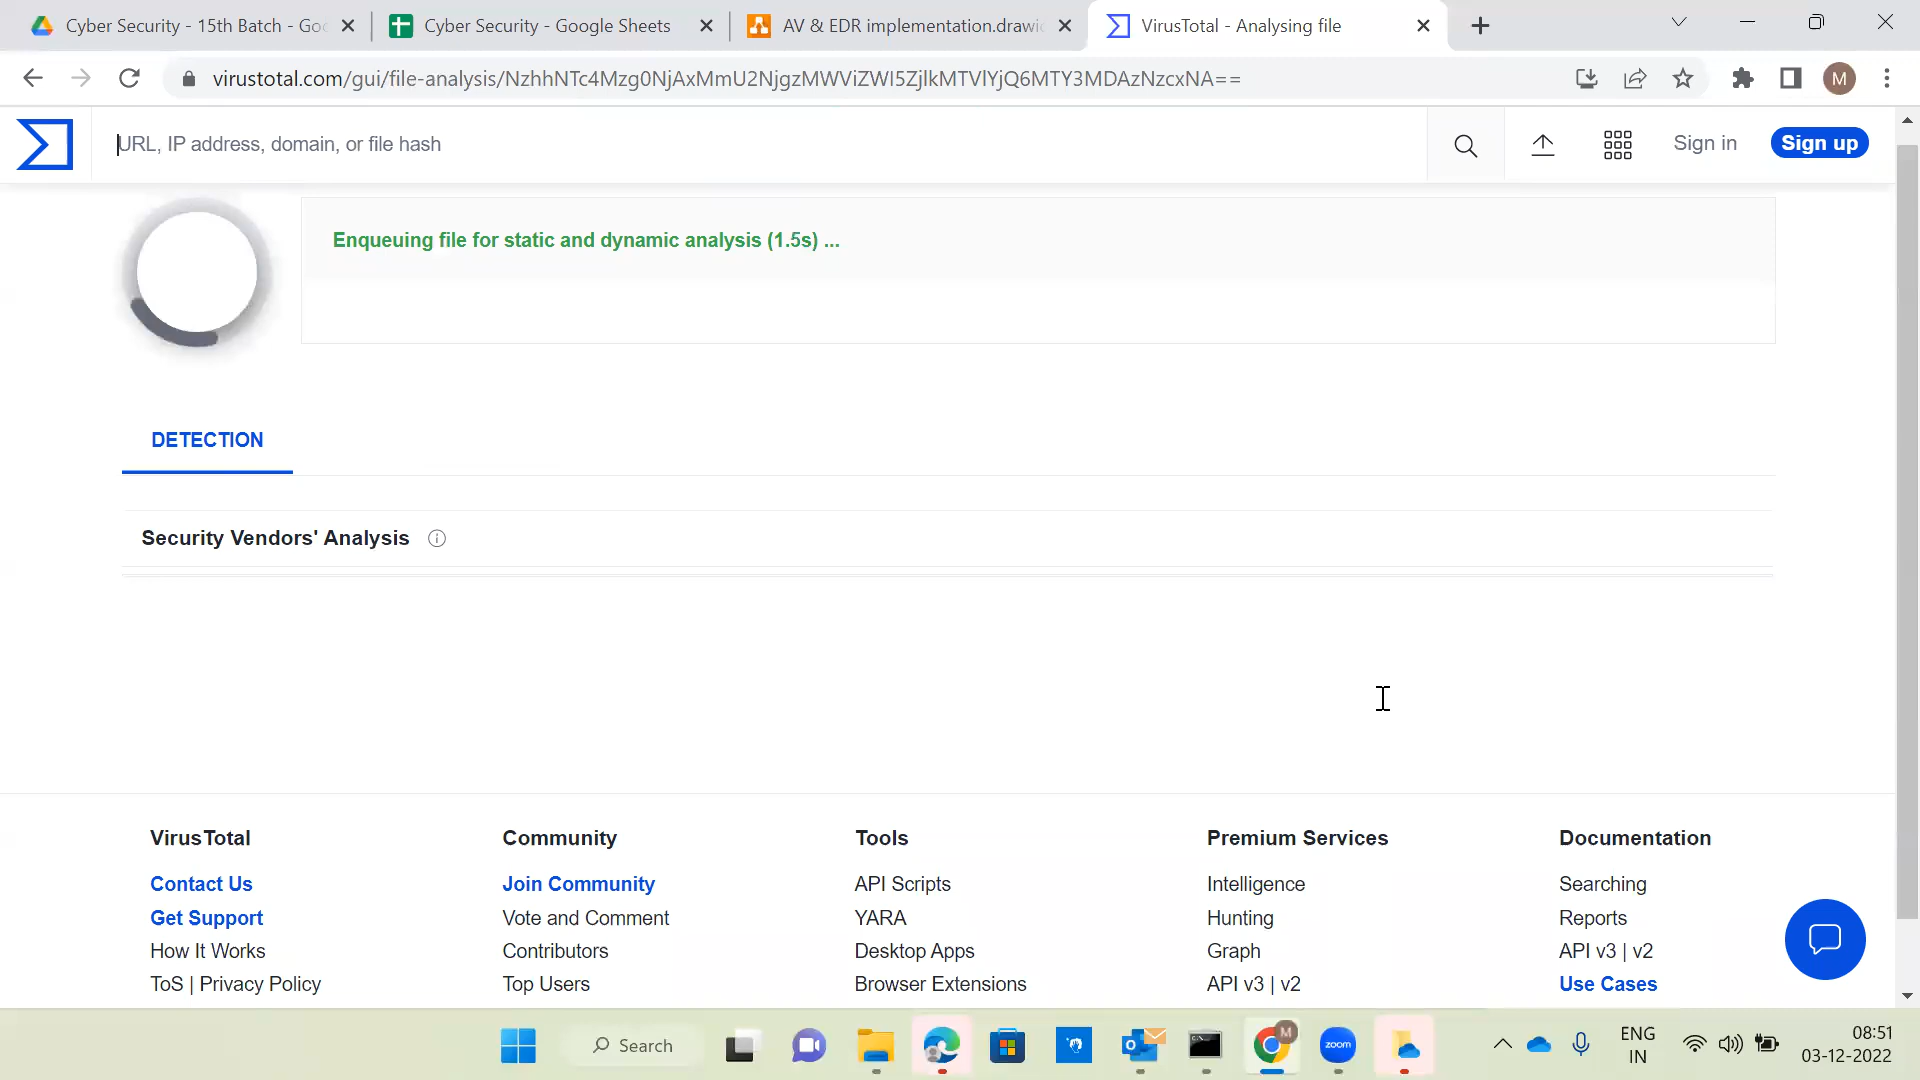 Cyber Security - 15th Batch - Goo
Cyber Security - Google Sheets
AV & EDR implementation.drawio
VirusTotal - Analysing file
virustotal.com/gui/file-analysis/NzhhNTc4Mzg0NjAxMmU2NjgzMWViZWI5ZjlkMTVlYjQ6MTY3MDAzNzcxNA==
M
URL, IP address, domain, or file hash
Sign in
Sign up
Enqueuing file for static and dynamic analysis (1.5s) ...
DETECTION
Security Vendors' Analysis
VirusTotal
Contact Us
Get Support
How It Works
ToS | Privacy Policy
Community
Join Community
Vote and Comment
Contributors
Top Users
Tools
API Scripts
YARA
Desktop Apps
Browser Extensions
Premium Services
Intelligence
Hunting
Graph
API v3 | v2
Documentation
Searching
Reports
API v3 | v2
Use Cases
Search
M
zoom
ENG
IN
08:51
03-12-2022